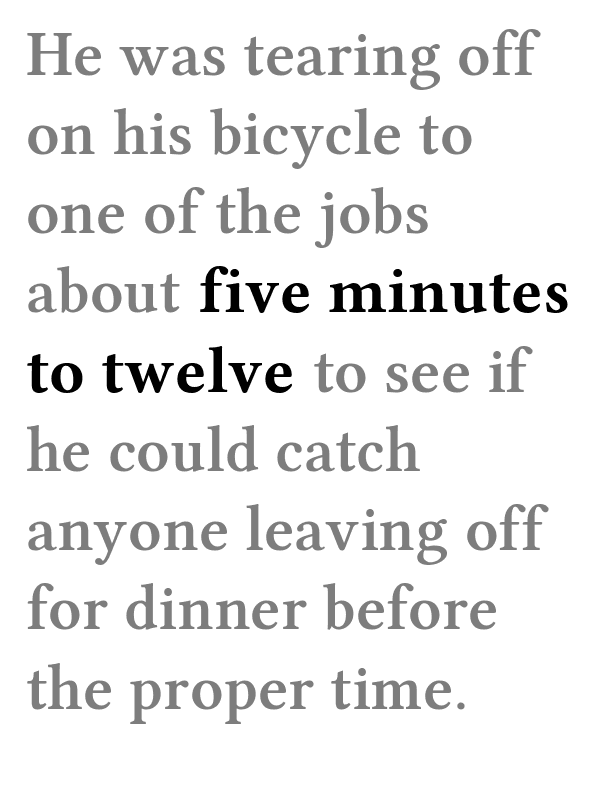 He was tearing off
on his bicycle to
one of the jobs
about five minutes
to twelve to see if
he could catch
anyone leaving off
for dinner before
the proper time.